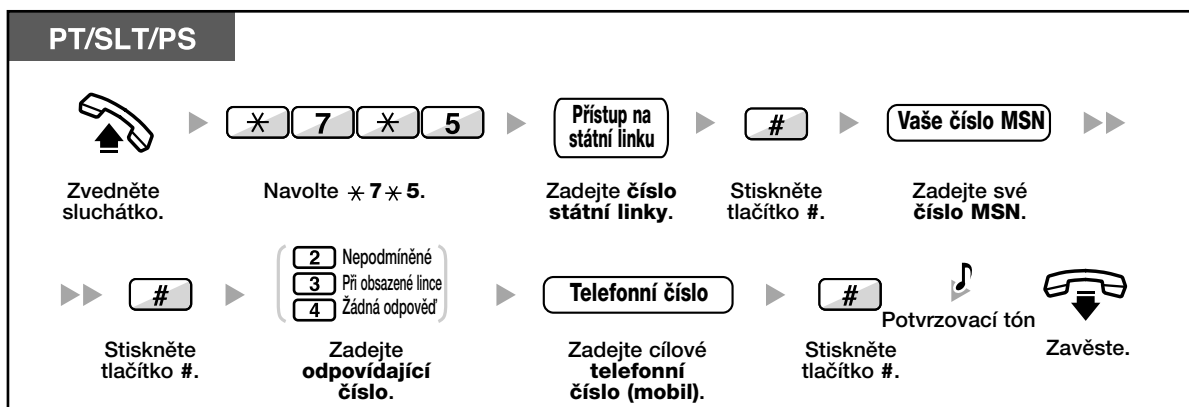 PT/SLT/PS
* 7 * 5
Přístup na
státní linku
#
Vaše číslo MSN
Zvedněte
sluchátko.
Navolte * 7 * 5.
Zadejte číslo
státní linky.
Stiskněte
tlačítko #.
Zadejte své
číslo MSN.
#
2 Nepodmíněné
3 Při obsazené lince
4 Žádná odpověď
Telefonní číslo
#
Potvrzovací tón
Stiskněte
tlačítko #.
Zadejte
odpovídající
číslo.
Zadejte cílové
telefonní
číslo (mobil).
Stiskněte
tlačítko #.
Zavěste.